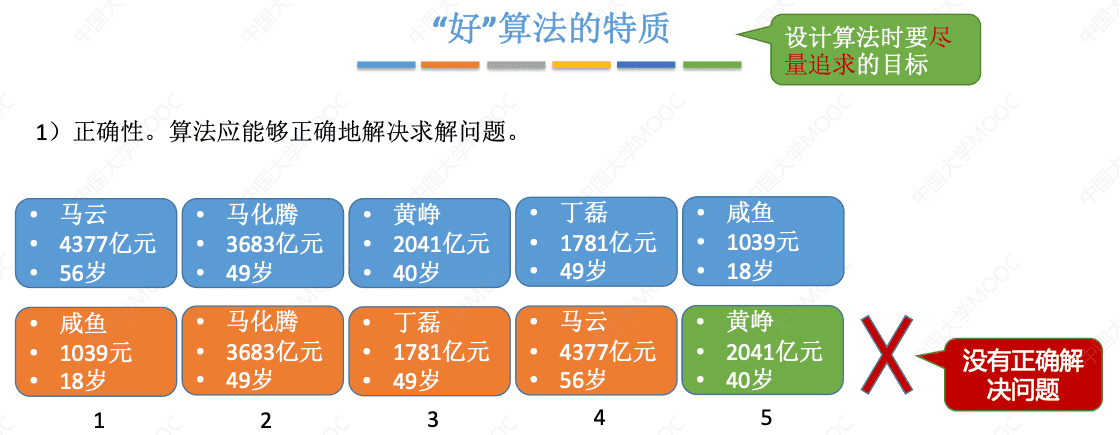 “好”算法的特质
设计算法时要尽
量追求的目标
1）正确性。算法应能够正确地解决求解问题。
• 马云
• 4377亿元
• 56岁
• 马化腾
• 3683亿元
• 49岁
• 黄峥
• 2041亿元
• 40岁
• 丁磊
• 1781亿元
• 49岁
• 咸鱼
• 1039元
• 18岁
• 咸鱼
• 1039元
• 18岁
• 马化腾
• 3683亿元
• 49岁
• 丁磊
• 1781亿元
• 49岁
• 马云
• 4377亿元
• 56岁
• 黄峥
• 2041亿元
• 40岁
没有正确解
决问题
1
2
3
4
5
中国大学MOOC